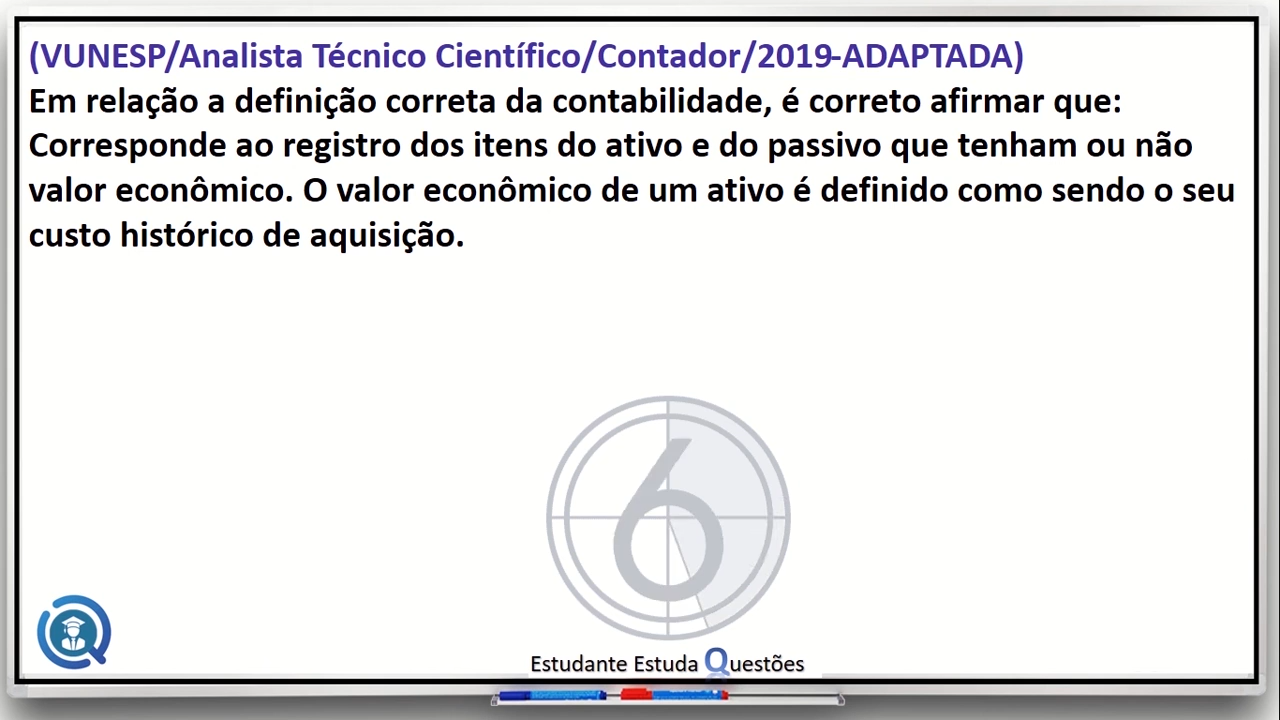 (VUNESP/Analista Técnico Científico/Contador/2019-ADAPTADA)
Em relação a definição correta da contabilidade, é correto afirmar que:
Corresponde ao registro dos itens do ativo e do passivo que tenham ou não
valor econômico. O valor econômico de um ativo é definido como sendo o seu
custo histórico de aquisição.
6
Estudante Estuda Questões